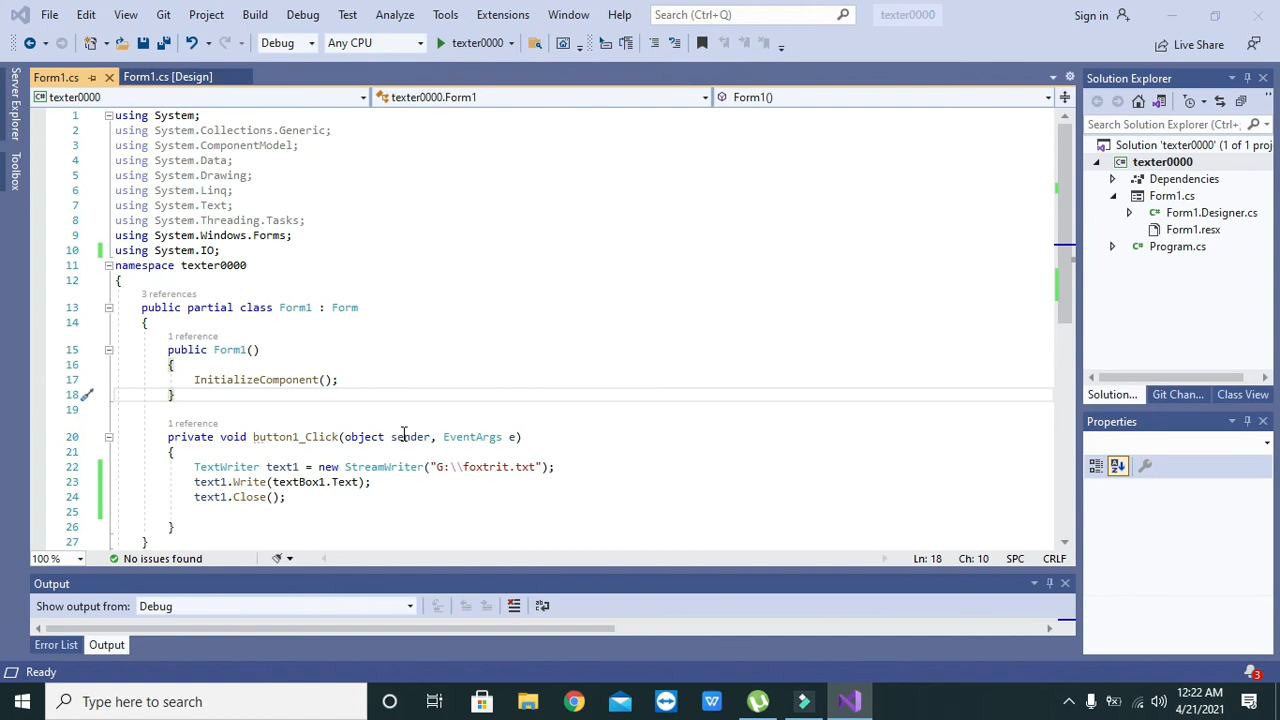 File Edit View Git Project Build Debug Test Analyze Tools Extensions Window Help Search (Ctrl+Q) texter0000 Sign in
Debug Any CPU texter0000 Live Share
Form1.cs Form1.cs [Design]
texter0000 texter0000.Form1 Form1()
Server Explorer
Toolbox
1 using System;
2 using System.Collections.Generic;
3 using System.ComponentModel;
4 using System.Data;
5 using System.Drawing;
6 using System.Linq;
7 using System.Text;
8 using System.Threading.Tasks;
9 using System.Windows.Forms;
10 using System.IO;
11 namespace texter0000
12 {
3 references
13 public partial class Form1 : Form
14 {
1 reference
15 public Form1()
16 {
17 InitializeComponent();
18 }
19
1 reference
20 private void button1_Click(object sender, EventArgs e)
21 {
22 TextWriter text1 = new StreamWriter("G:\\foxtrit.txt");
23 text1.Write(textBox1.Text);
24 text1.Close();
25
26 }
27 }
100 % No issues found Ln: 18 Ch: 10 SPC CRLF
Output
Show output from: Debug
Error List Output
Solution Explorer
Search Solution Explorer (Ctrl+;
Solution 'texter0000' (1 of 1 proj
texter0000
Dependencies
Form1.cs
Form1.Designer.cs
Form1.resx
Program.cs
Solution... Git Chan... Class View
Properties
Ready 3
Type here to search
12:22 AM
4/21/2021